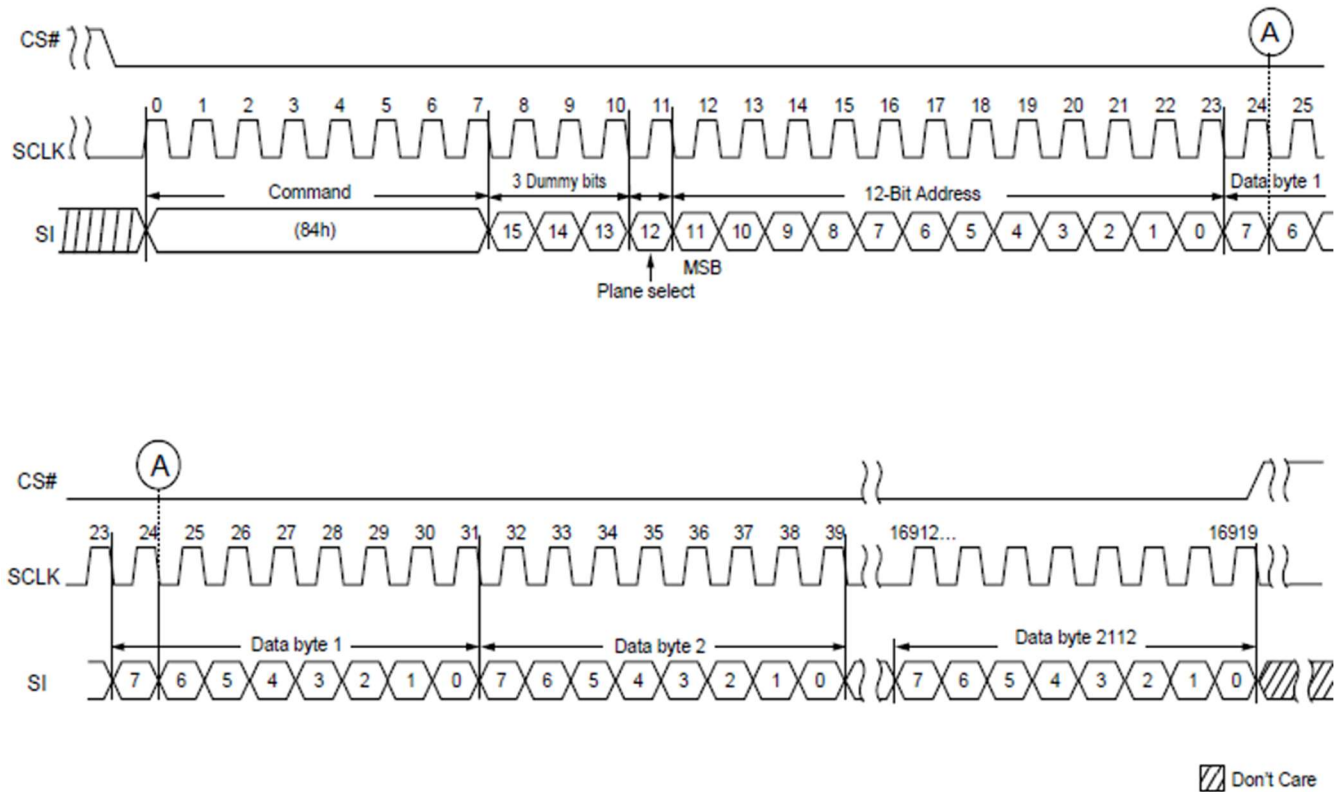 CS#
A
0 1 2 3 4 5 6 7 8 9 10 11 12 13 14 15 16 17 18 19 20 21 22 23 24 25
SCLK
Command 3 Dummy bits 12-Bit Address Data byte 1
SI (84h) 15 14 13 12 11 10 9 8 7 6 5 4 3 2 1 0 7 6
MSB
Plane select
A
CS#
23 24 25 26 27 28 29 30 31 32 33 34 35 36 37 38 39 16912... 16919
SCLK
Data byte 1 Data byte 2 Data byte 2112
SI 7 6 5 4 3 2 1 0 7 6 5 4 3 2 1 0 7 6 5 4 3 2 1 0
Don't Care